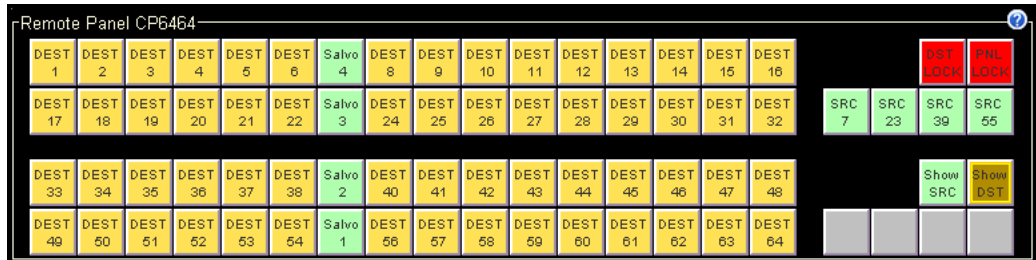 Remote Panel CP6464 ?
DEST DEST DEST DEST DEST DEST Salvo DEST DEST DEST DEST DEST DEST DEST DEST DEST DST PNL
1 2 3 4 5 6 4 8 9 10 11 12 13 14 15 16 LOCK LOCK
DEST DEST DEST DEST DEST DEST Salvo DEST DEST DEST DEST DEST DEST DEST DEST DEST SRC SRC SRC SRC
17 18 19 20 21 22 3 24 25 26 27 28 29 30 31 32 7 23 39 55
DEST DEST DEST DEST DEST DEST Salvo DEST DEST DEST DEST DEST DEST DEST DEST DEST Show Show
33 34 35 36 37 38 2 40 41 42 43 44 45 46 47 48 SRC DST
DEST DEST DEST DEST DEST DEST Salvo DEST DEST DEST DEST DEST DEST DEST DEST DEST
49 50 51 52 53 54 1 56 57 58 59 60 61 62 63 64